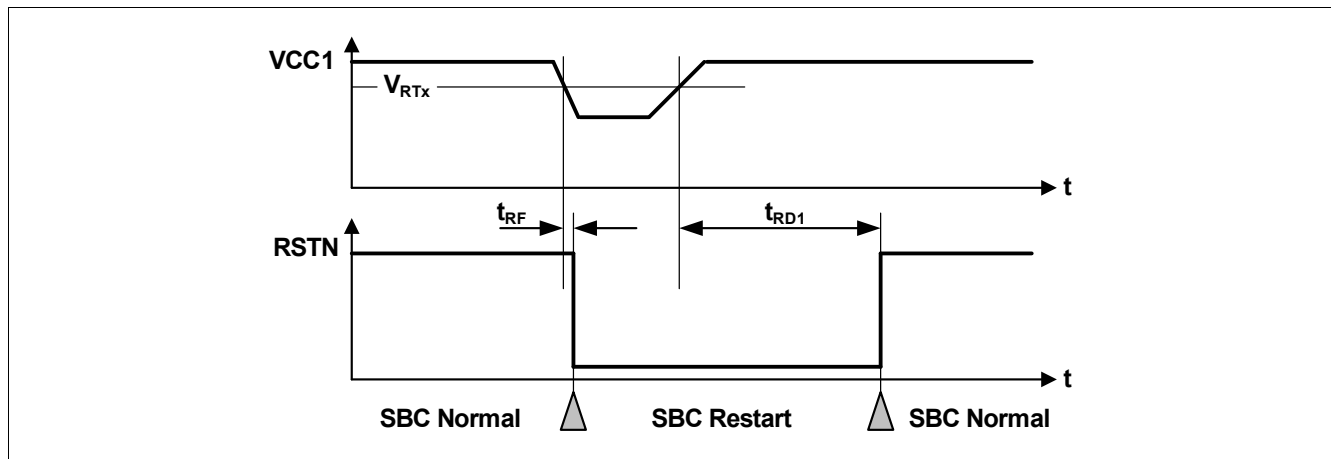 VCC1
VRTx
t
tRF
tRD1
RSTN
t
SBC Normal
SBC Restart
SBC Normal